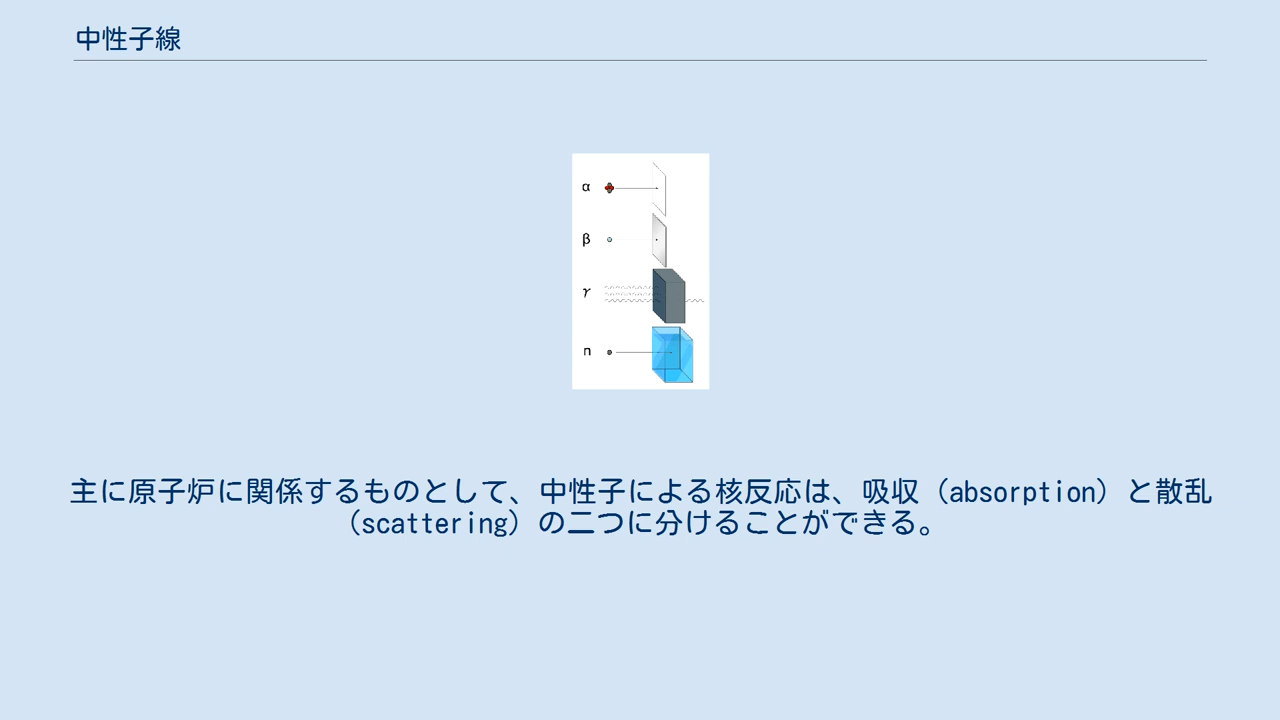 中性子線
α
β
γ
n
主に原子炉に関係するものとして、中性子による核反応は、吸収（absorption）と散乱
（scattering）の二つに分けることができる。